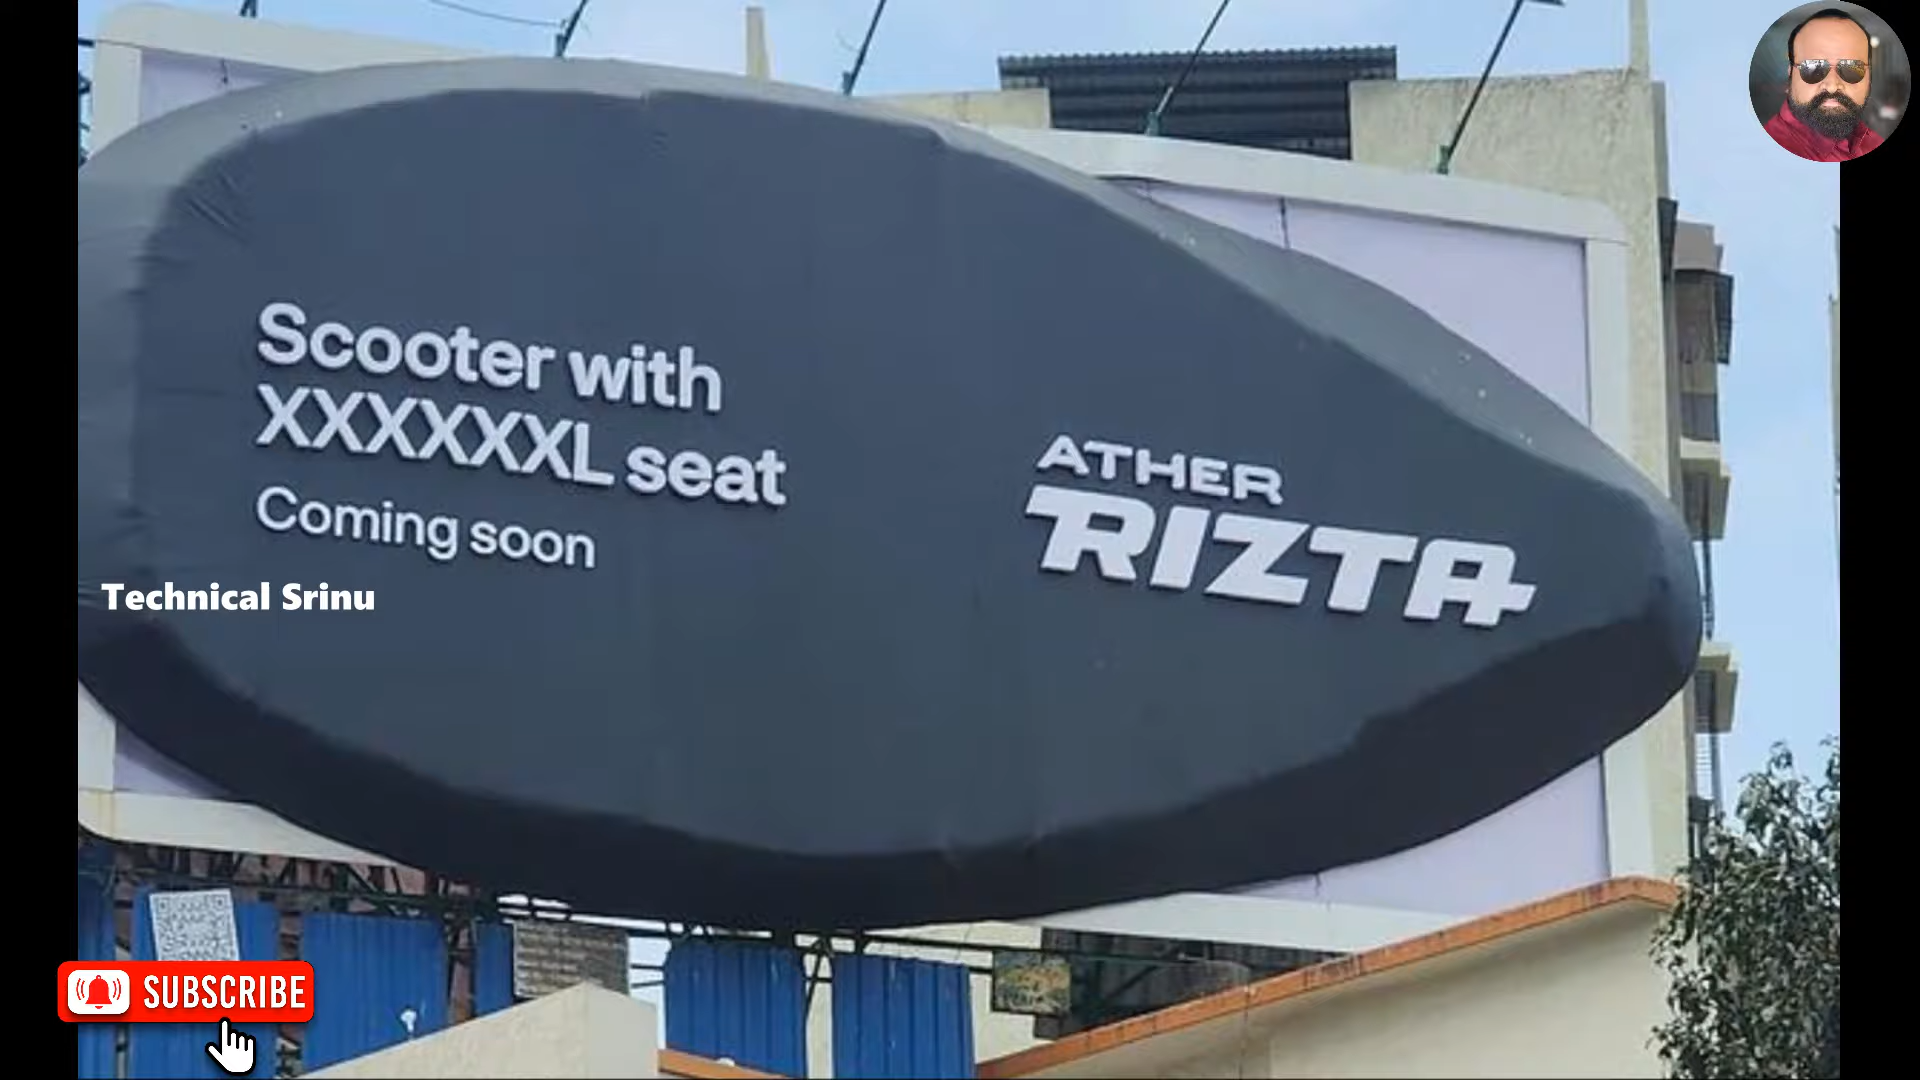 Scooter with
XXXXXXL seat
Coming soon
ATHER
RIZTA
Technical Srinu
SUBSCRIBE